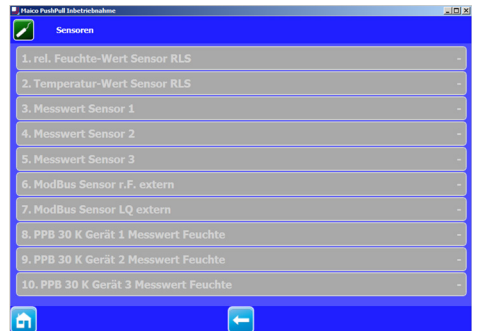 Maico PushPull Inbetriebnahme
Sensoren
1. rel. Feuchte-Wert Sensor RLS -
2. Temperatur-Wert Sensor RLS -
3. Messwert Sensor 1 -
4. Messwert Sensor 2 -
5. Messwert Sensor 3 -
6. ModBus Sensor r.F. extern -
7. ModBus Sensor LQ extern -
8. PPB 30 K Gerät 1 Messwert Feuchte -
9. PPB 30 K Gerät 2 Messwert Feuchte -
10. PPB 30 K Gerät 3 Messwert Feuchte -